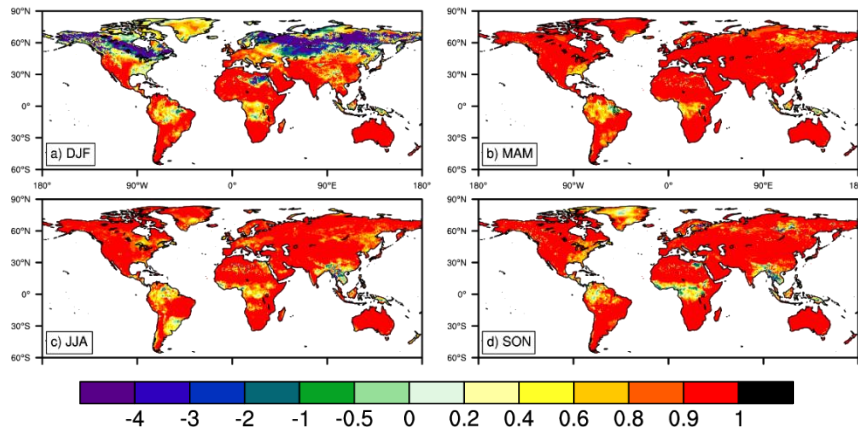 90°N 90°N
60°N 60°N
30°N 30°N
0° 0°
30°S 30°S
a) DJF b) MAM
60°S 60°S
180° 90°W 0° 90°E 180° 180° 90°W 0° 90°E 180°
90°N 90°N
60°N 60°N
30°N 30°N
0° 0°
30°S 30°S
c) JJA d) SON
60°S 60°S
-4 -3 -2 -1 -0.5 0 0.2 0.4 0.6 0.8 0.9 1